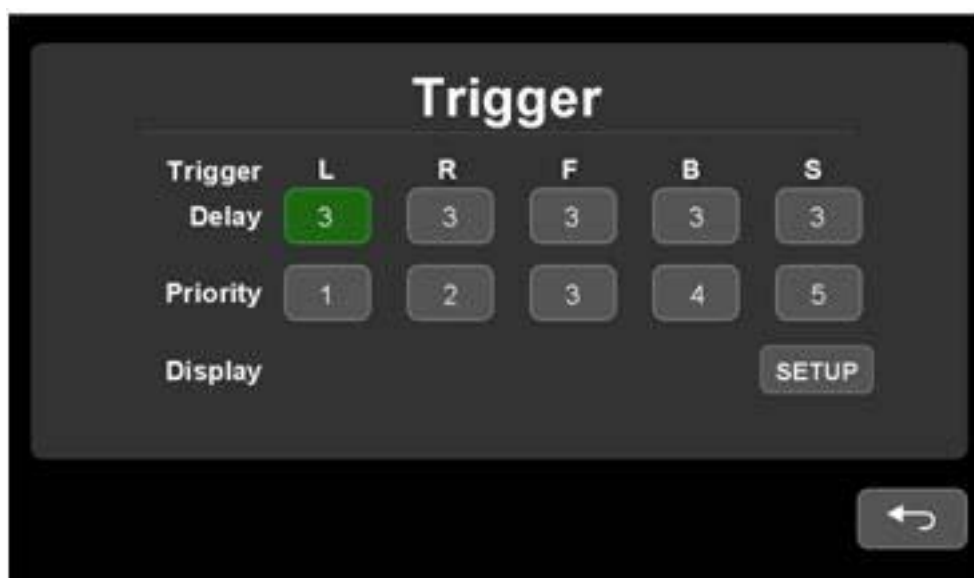 Trigger
Trigger L R F B S
Delay 3 3 3 3 3
Priority 1 2 3 4 5
Display SETUP